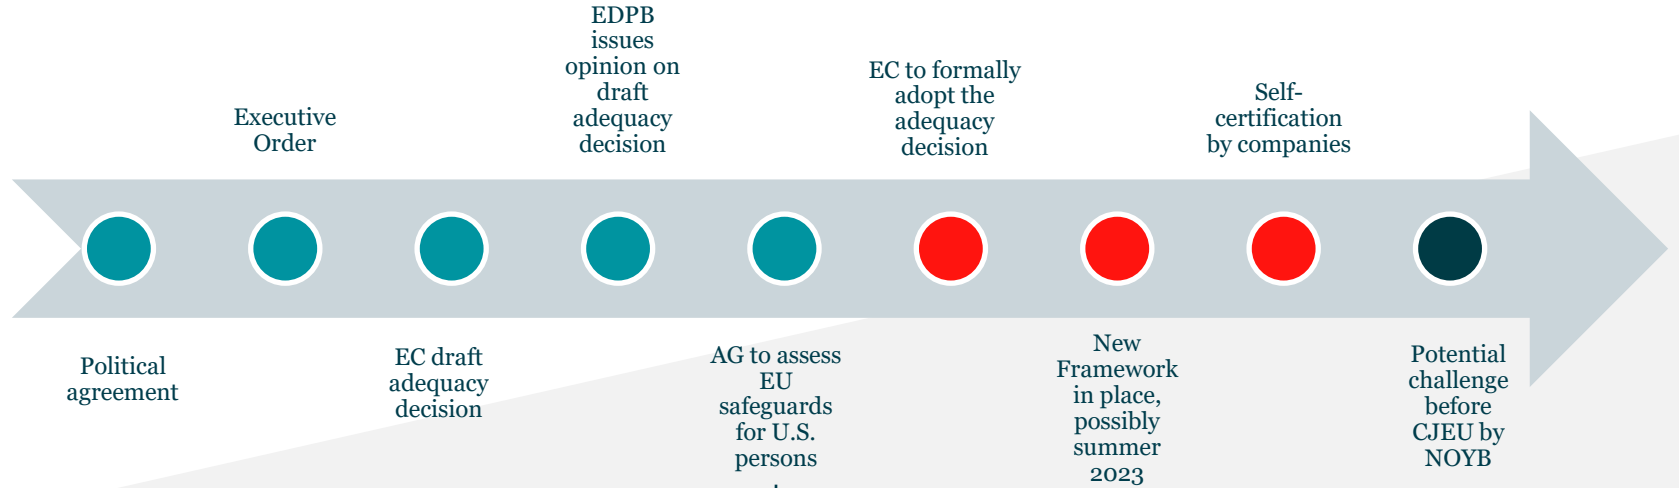 Political
agreement
Executive
Order
EC draft
adequacy
decision
EDPB
issues
opinion on
draft
adequacy
decision
AG to assess
EU
safeguards
for U.S.
persons
EC to formally
adopt the
adequacy
decision
New
Framework
in place,
possibly
summer
2023
Self-
certification
by companies
Potential
challenge
before
CJEU by
NOYB